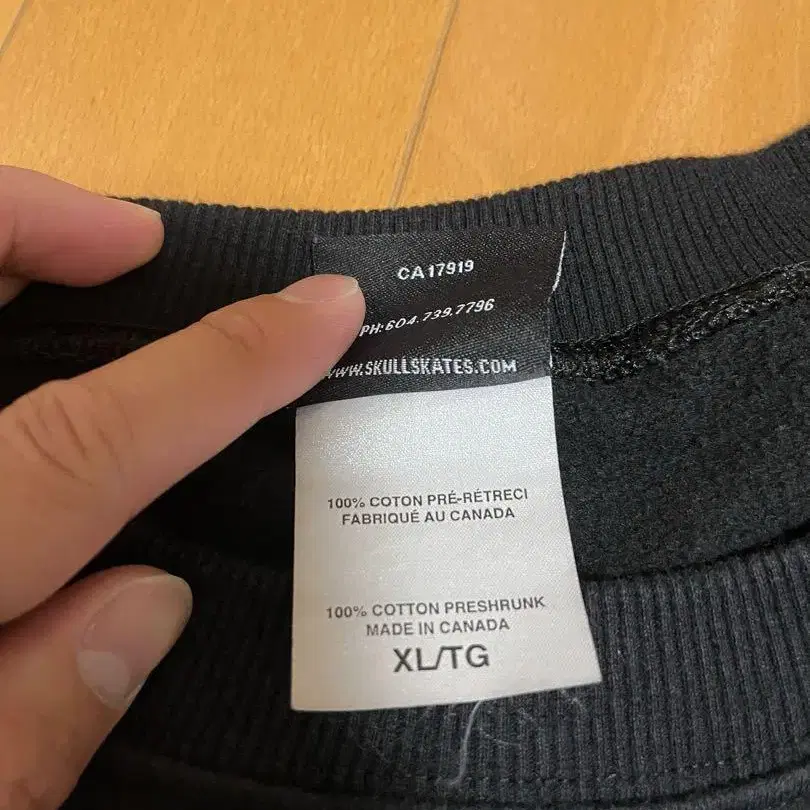 CA17919
PH:604.739.7796
WWW.SKULLSKATES.COM
100% COTON PRÉ-RÉTRECI
FABRIQUÉ AU CANADA
100% COTTON PRESHRUNK
MADE IN CANADA
XL/TG